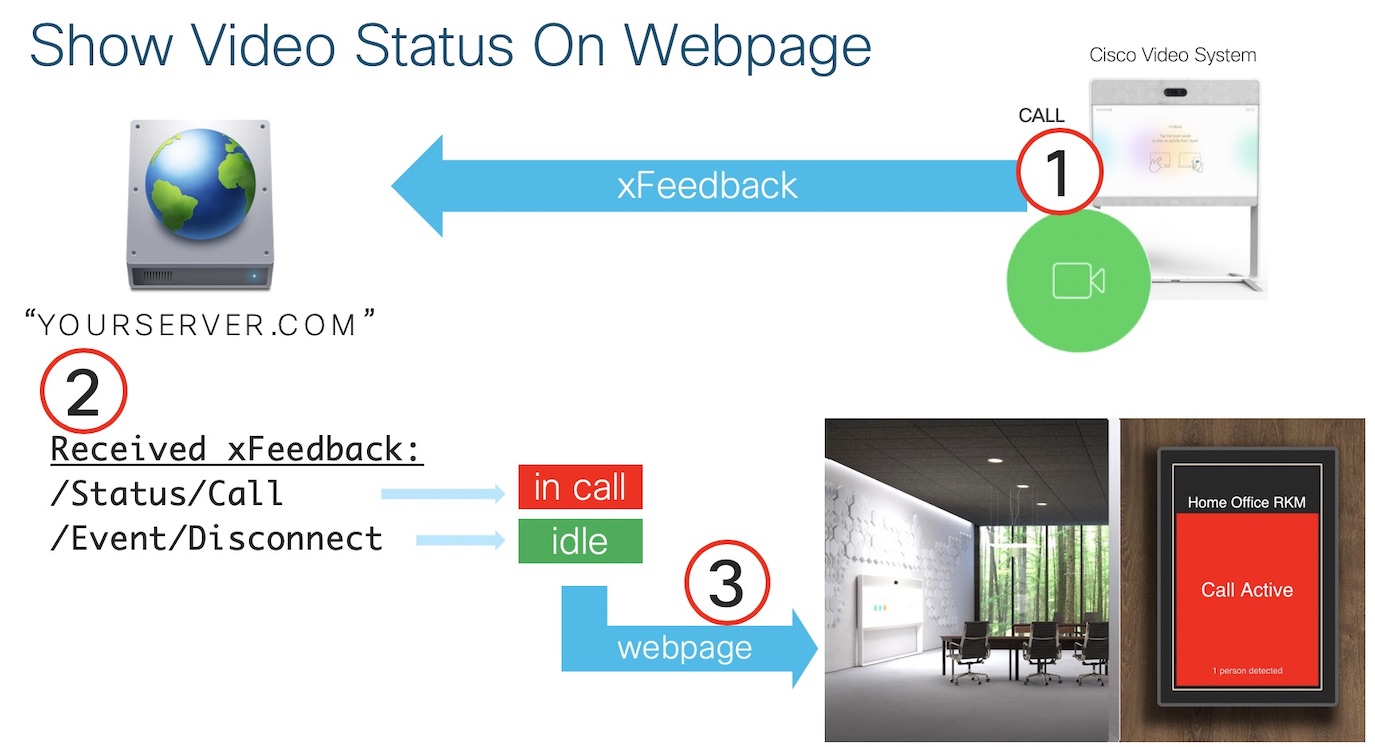 Show Video Status On Webpage
Cisco Video System
CALL
1
xFeedback
“YOURSERVER.COM”
2
Received xFeedback:
/Status/Call
in call
/Event/Disconnect
idle
3
webpage
Home Office RKM
Call Active
1 person detected